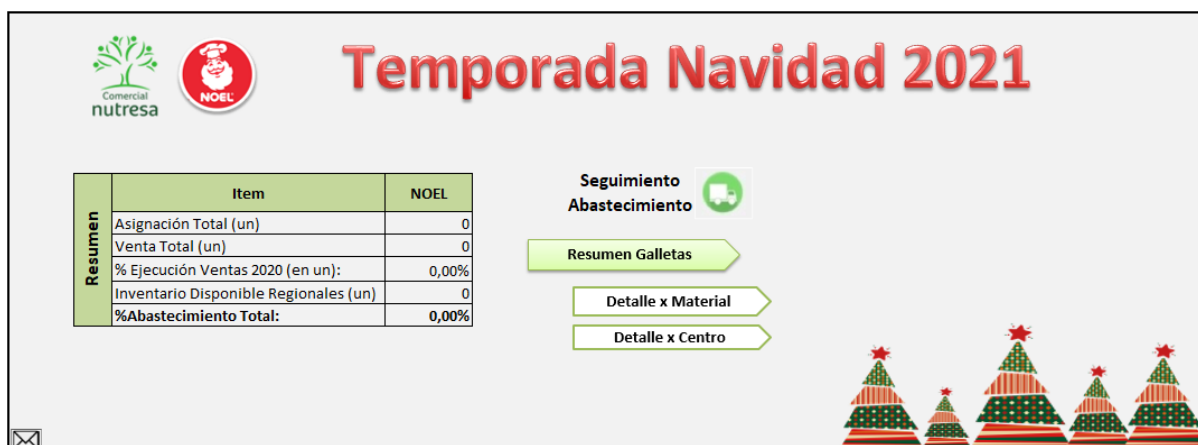 Temporada Navidad 2021
Comercial
nutresa
NOEL
Resumen
Item NOEL
Asignación Total (un) 0
Venta Total (un) 0
% Ejecución Ventas 2020 (en un): 0,00%
Inventario Disponible Regionales (un) 0
%Abastecimiento Total: 0,00%
Seguimiento
Abastecimiento
Resumen Galletas
Detalle x Material
Detalle x Centro